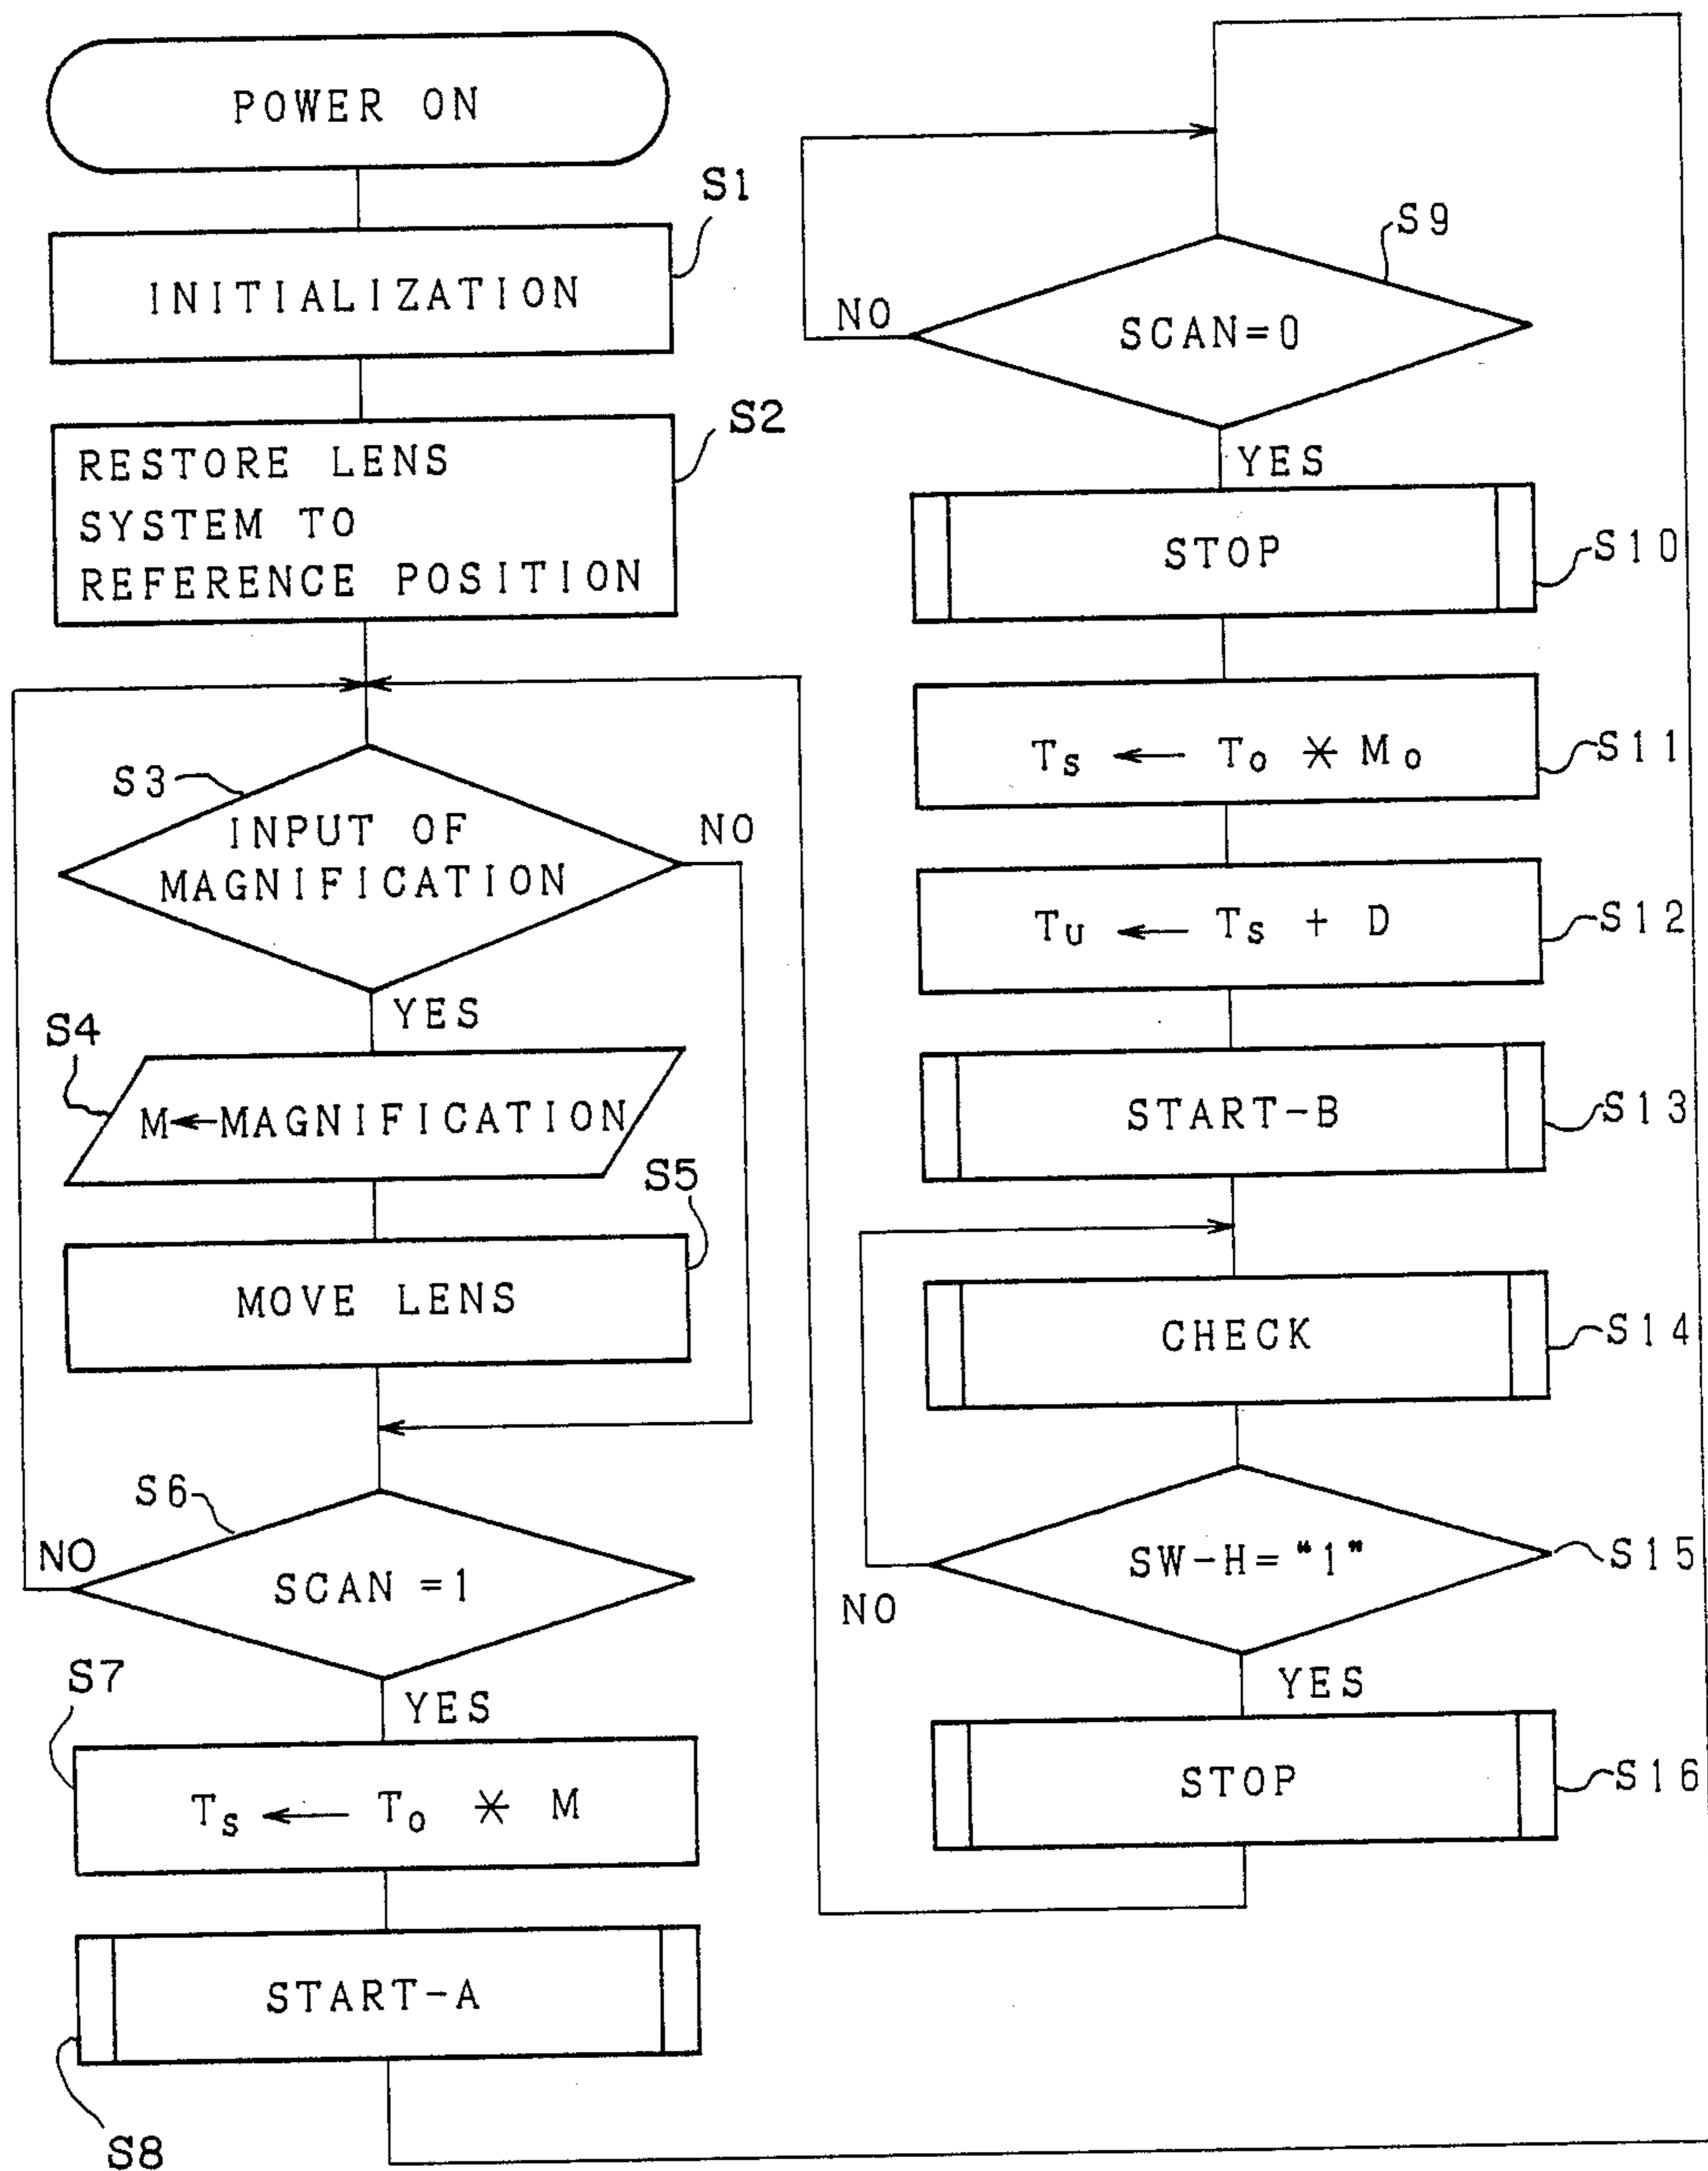 POWER ON
S1
INITIALIZATION
S2
RESTORE LENS
SYSTEM TO
REFERENCE POSITION
S3
INPUT OF
MAGNIFICATION
NO
YES
S4
M←MAGNIFICATION
S5
MOVE LENS
S6
NO
SCAN =1
YES
S7
Ts ← To * M
START-A
S8
S9
NO
SCAN=0
YES
STOP
S10
Ts ← To * Mo
S11
TU ← Ts + D
S12
START-B
S13
CHECK
S14
SW-H= "1"
S15
NO
YES
STOP
S16